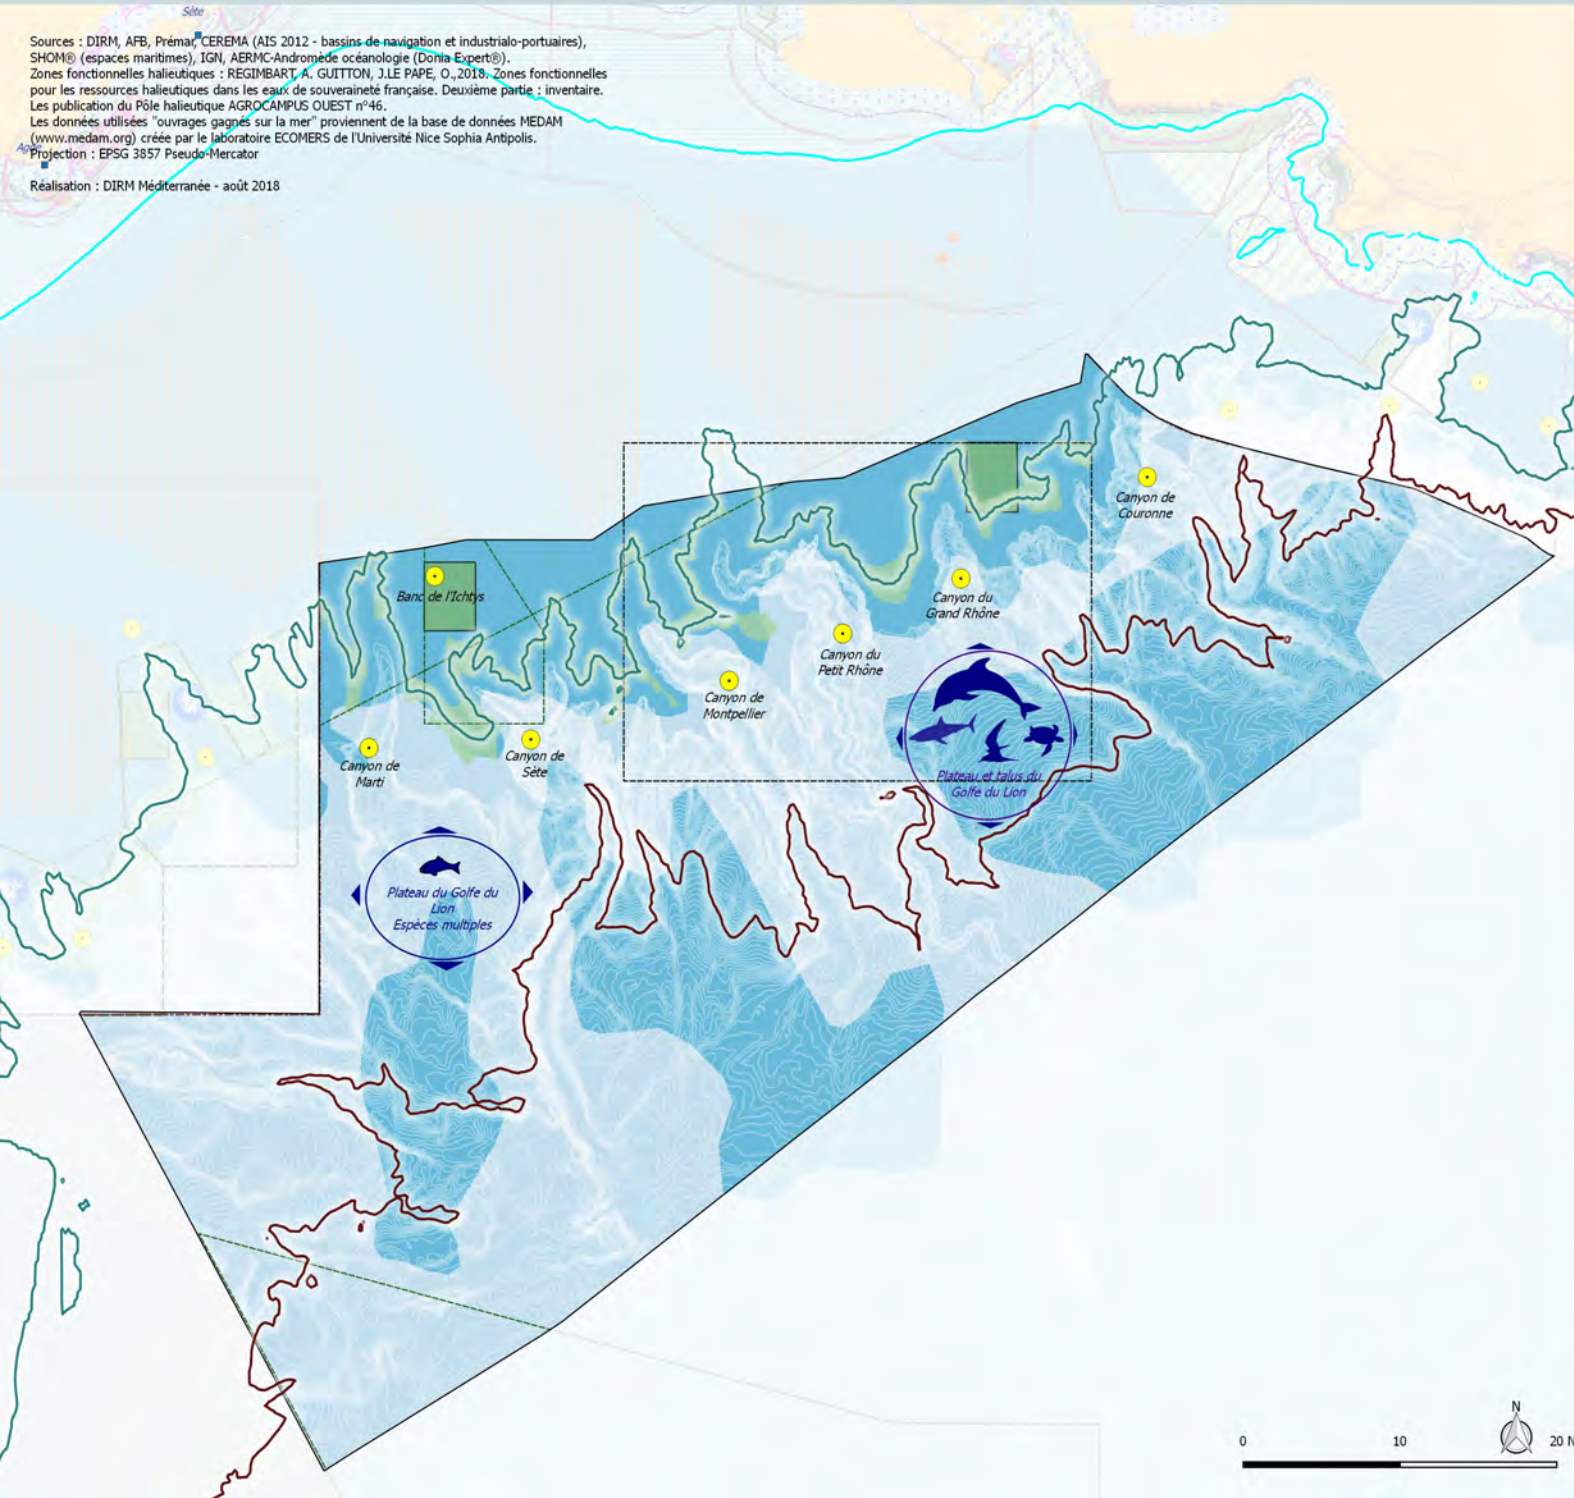 Sète
Sources : DIRM, AFB, Prémar, CEREMA (AIS 2012 - bassins de navigation et industrialo-portuaires),
SHOM® (espaces maritimes), IGN, AERMC-Andromède océanologie (Donia Expert®).
Zones fonctionnelles halieutiques : REGIMBART, A. GUITTON, J.LE PAPE, O.,2018. Zones fonctionnelles
pour les ressources halieutiques dans les eaux de souveraineté française. Deuxième partie : inventaire.
Les publication du Pôle halieutique AGROCAMPUS OUEST n°46.
Les données utilisées "ouvrages gagnés sur la mer" proviennent de la base de données MEDAM
(www.medam.org) créée par le laboratoire ECOMERS de l'Université Nice Sophia Antipolis.
Projection : EPSG 3857 Pseudo-Mercator
Réalisation : DIRM Méditerranée - août 2018
Canyon de
Couronne
Banc de l'Ichtys
Canyon du
Grand Rhône
Canyon du
Petit Rhône
Canyon de
Montpellier
Canyon de
Sète
Canyon de
Marti
Plateau et talus du
Golfe du Lion
Plateau du Golfe du
Lion
Espèces multiples
N
0 10 20 N